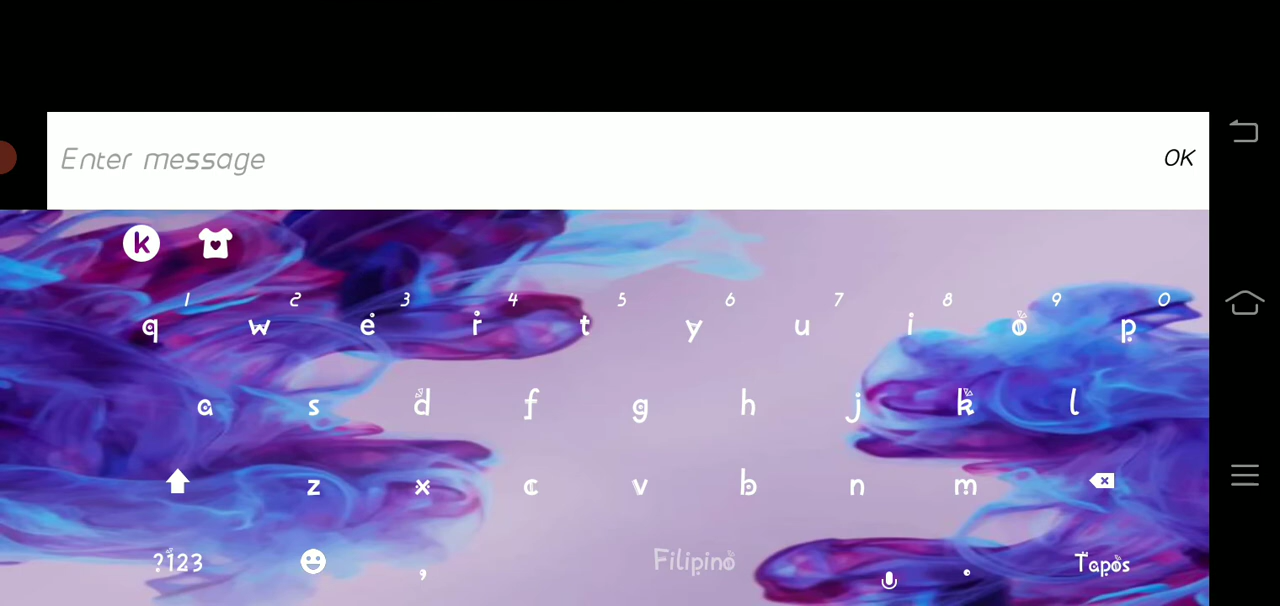 Enter message OK
k
1 2 3 4 5 6 7 8 9 0
q w e r t y u i o p
a s d f g h j k l
z x c v b n m
?123 , Filipino . Tapos